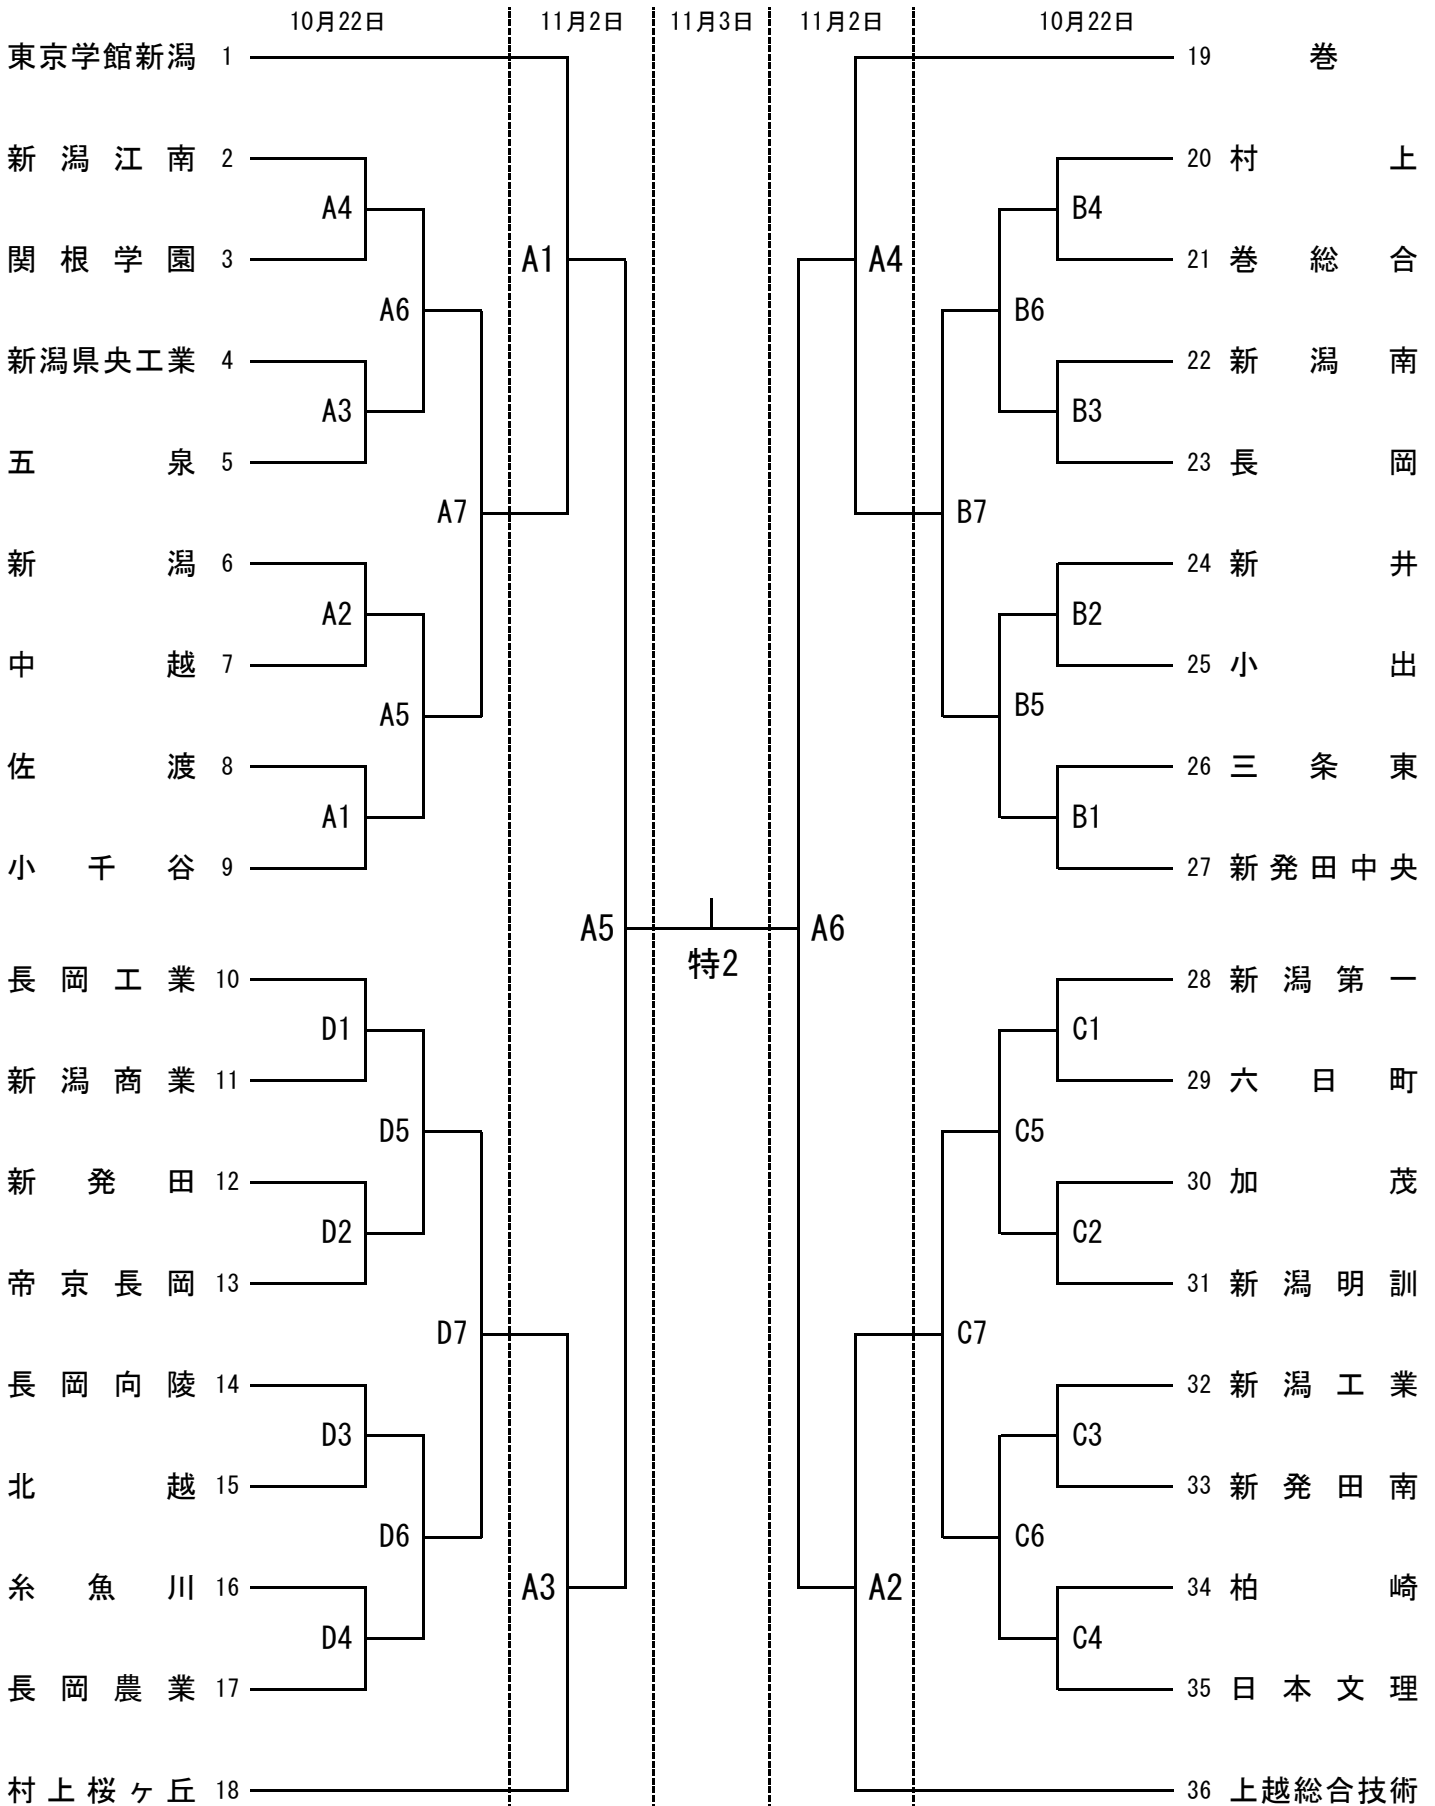 10月22日 11月2日 11月3日 11月2日 10月22日
東京学館新潟 1 19 巻
新潟江南 2 20 村上
A4 B4
関根学園 3 A1 A4 21 巻総合
A6 B6
新潟県央工業 4 22 新潟南
A3 B3
五泉 5 23 長岡
A7 B7
新潟 6 24 新井
A2 B2
中越 7 25 小出
A5 B5
佐渡 8 26 三条東
A1 B1
小千谷 9 27 新発田中央
A5 A6
特2
長岡工業 10 28 新潟第一
D1 C1
新潟商業 11 29 六日町
D5 C5
新発田 12 30 加茂
D2 C2
帝京長岡 13 31 新潟明訓
D7 C7
長岡向陵 14 32 新潟工業
D3 C3
北越 15 33 新発田南
D6 C6
糸魚川 16 A3 A2 34 柏崎
D4 C4
長岡農業 17 35 日本文理
村上桜ヶ丘 18 36 上越総合技術